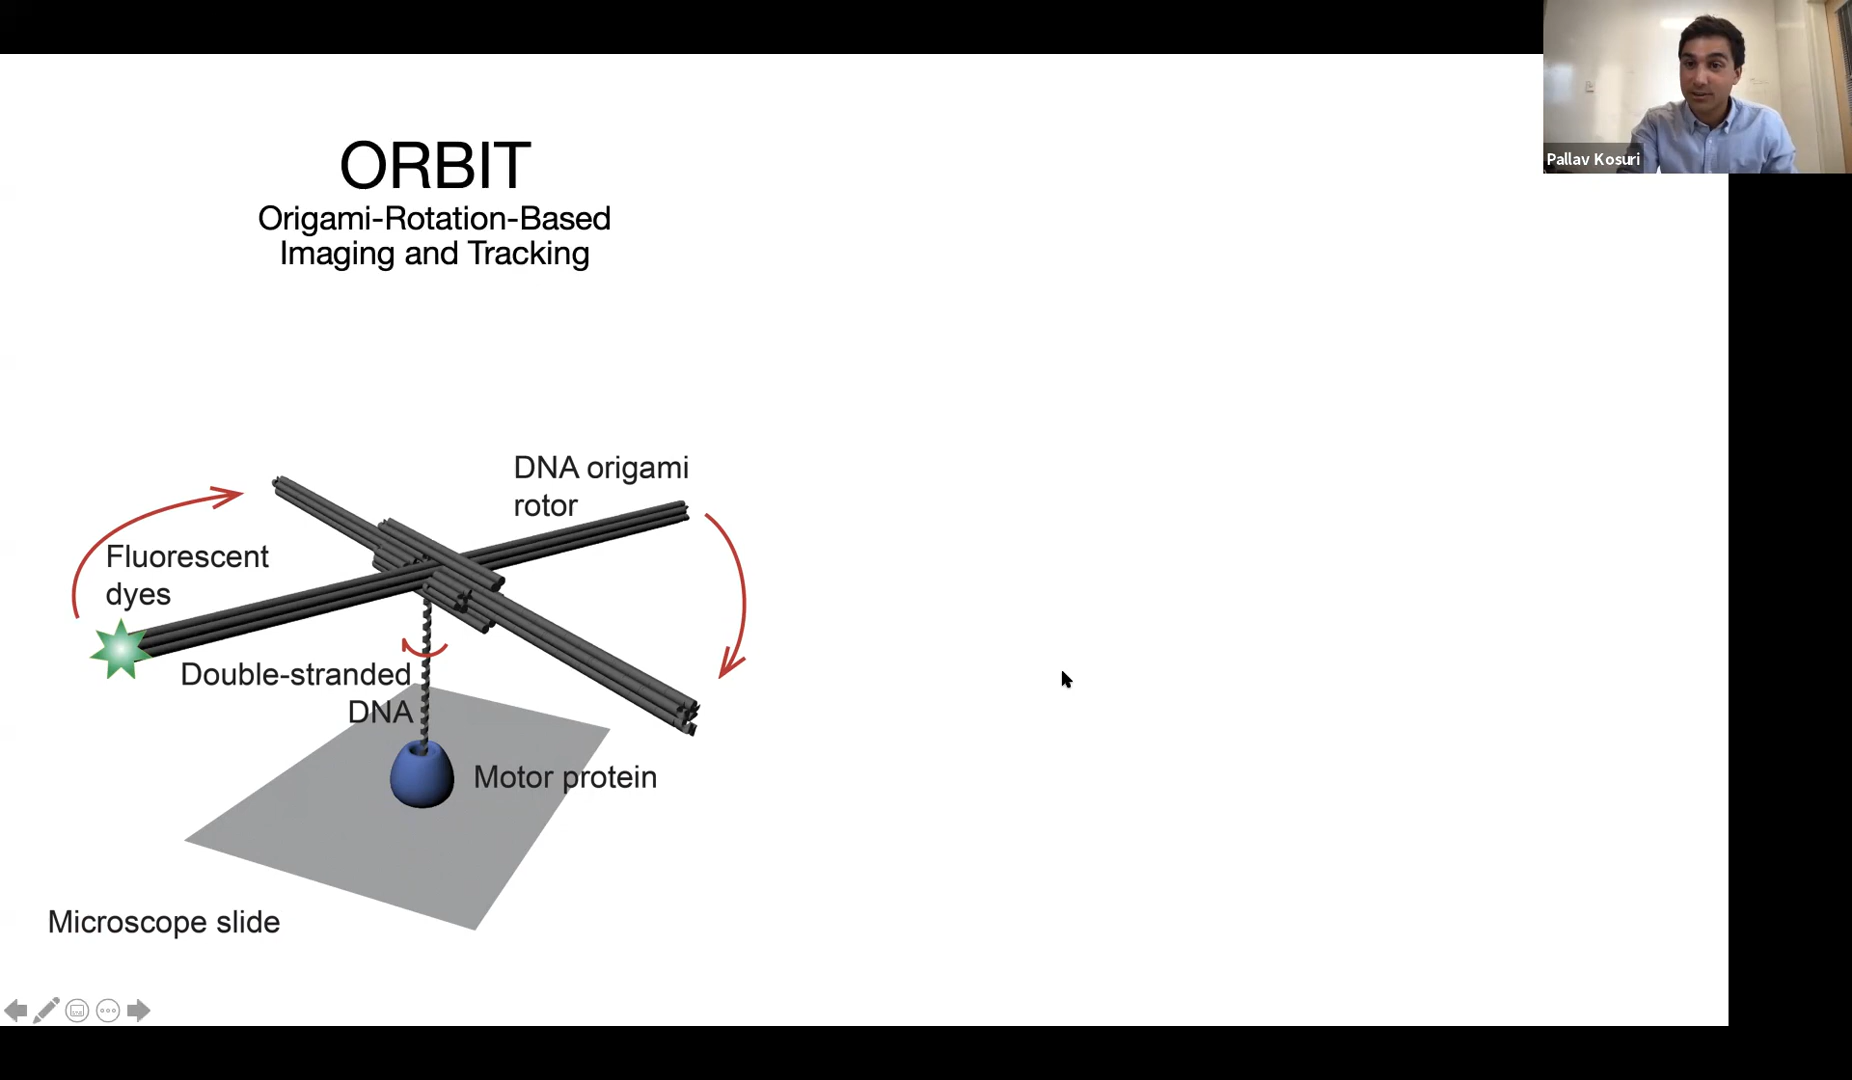 Pallav Kosuri
ORBIT
Origami-Rotation-Based
Imaging and Tracking
DNA origami
rotor
Fluorescent
dyes
Double-stranded
DNA
Motor protein
Microscope slide